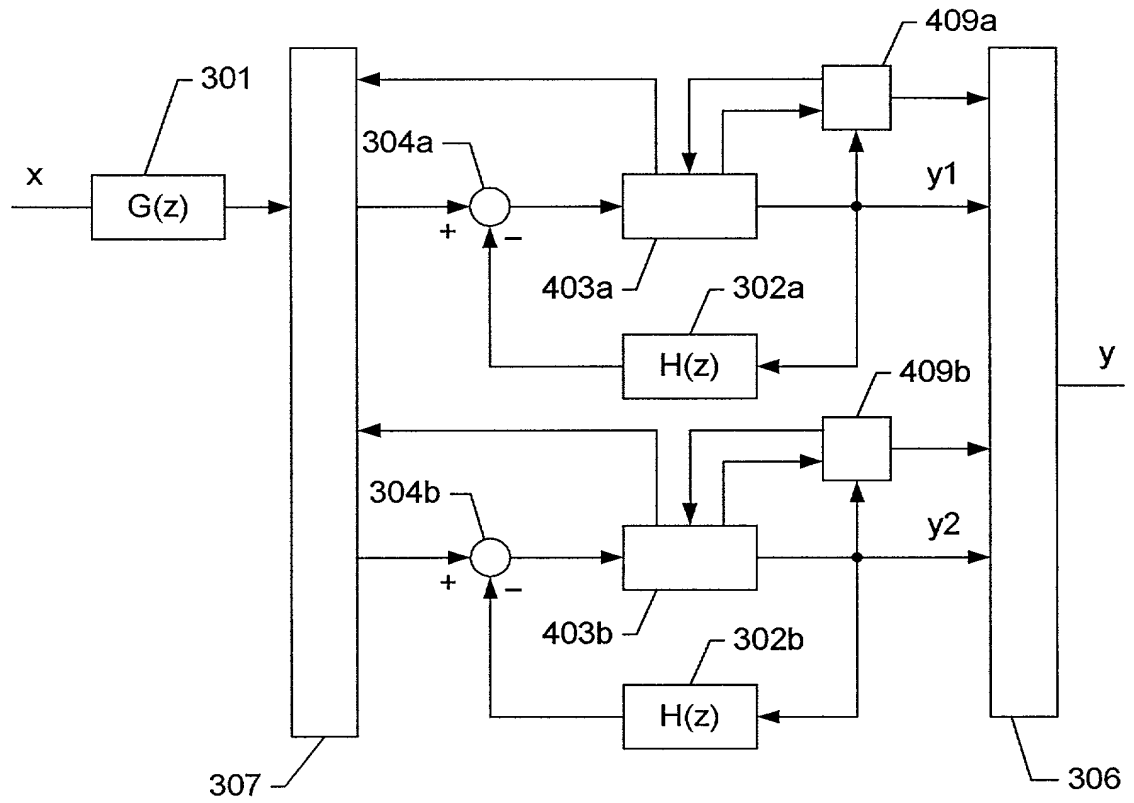 409a
301
304a
x
G(z)
y1
+
−
403a
302a
H(z)
y
409b
304b
y2
+
−
403b
302b
H(z)
307
306